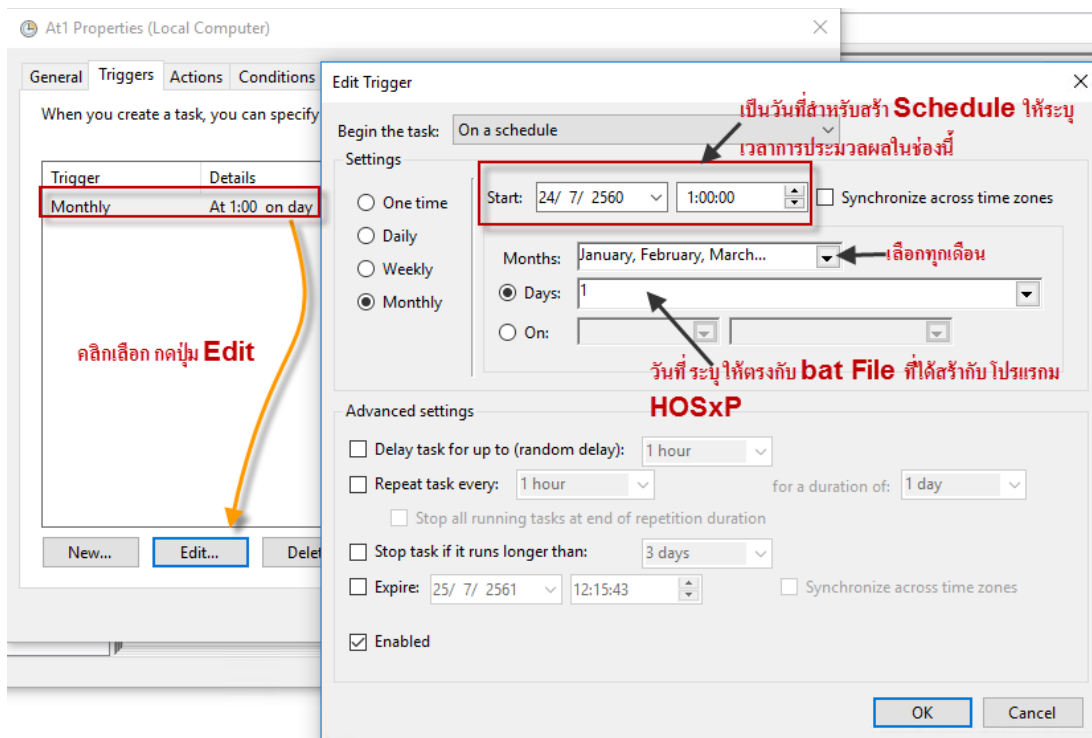 At1 Properties (Local Computer)
General Triggers Actions Conditions
When you create a task, you can specify
Trigger Details
Monthly At 1:00 on day
คลิกเลือก กดปุ่ม Edit
New... Edit... Delet
Edit Trigger
เป็นวันที่สำหรับสร้า Schedule ให้ระบุ
Begin the task: On a schedule
เวลาการประมวลผลในช่องนี้
Settings
One time
Daily
Weekly
Monthly
Start: 24/ 7/ 2560 1:00:00 Synchronize across time zones
Months: January, February, March...
เลือกทุกเดือน
Days: 1
On:
วันที่ ระบุ ให้ตรงกับ bat File ที่ได้สร้ากับ โปรแกรม
HOSxP
Advanced settings
Delay task for up to (random delay): 1 hour
Repeat task every: 1 hour for a duration of: 1 day
Stop all running tasks at end of repetition duration
Stop task if it runs longer than: 3 days
Expire: 25/ 7/ 2561 12:15:43 Synchronize across time zones
Enabled
OK Cancel